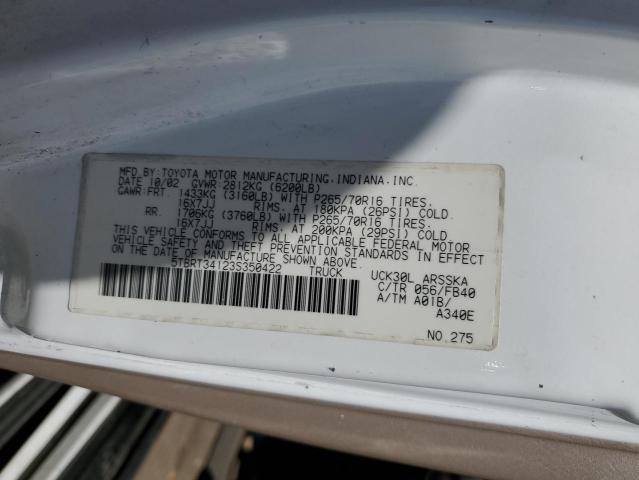 MFD.BY:TOYOTA MOTOR MANUFACTURING,INDIANA,INC.
DATE 10/02 GVWR:2812KG (6200LB)
GAWR:FRT. 1433KG (3160LB) WITH P265/70R16 TIRES.
16X7JJ RIMS. AT 180KPA (26PSI) COLD.
RR. 1706KG (3760LB) WITH P265/70R16 TIRES.
16X7JJ RIMS. AT 200KPA (29PSI) COLD.
THIS VEHICLE CONFORMS TO ALL APPLICABLE FEDERAL MOTOR
VEHICLE SAFETY AND THEFT PREVENTION STANDARDS IN EFFECT
ON THE DATE OF MANUFACTURE SHOWN ABOVE.
5TBRT34123S350422 TRUCK
UCK30L ARSSKA
C/TR 056/FB40
A/TM A01B/
A340E
NO.275